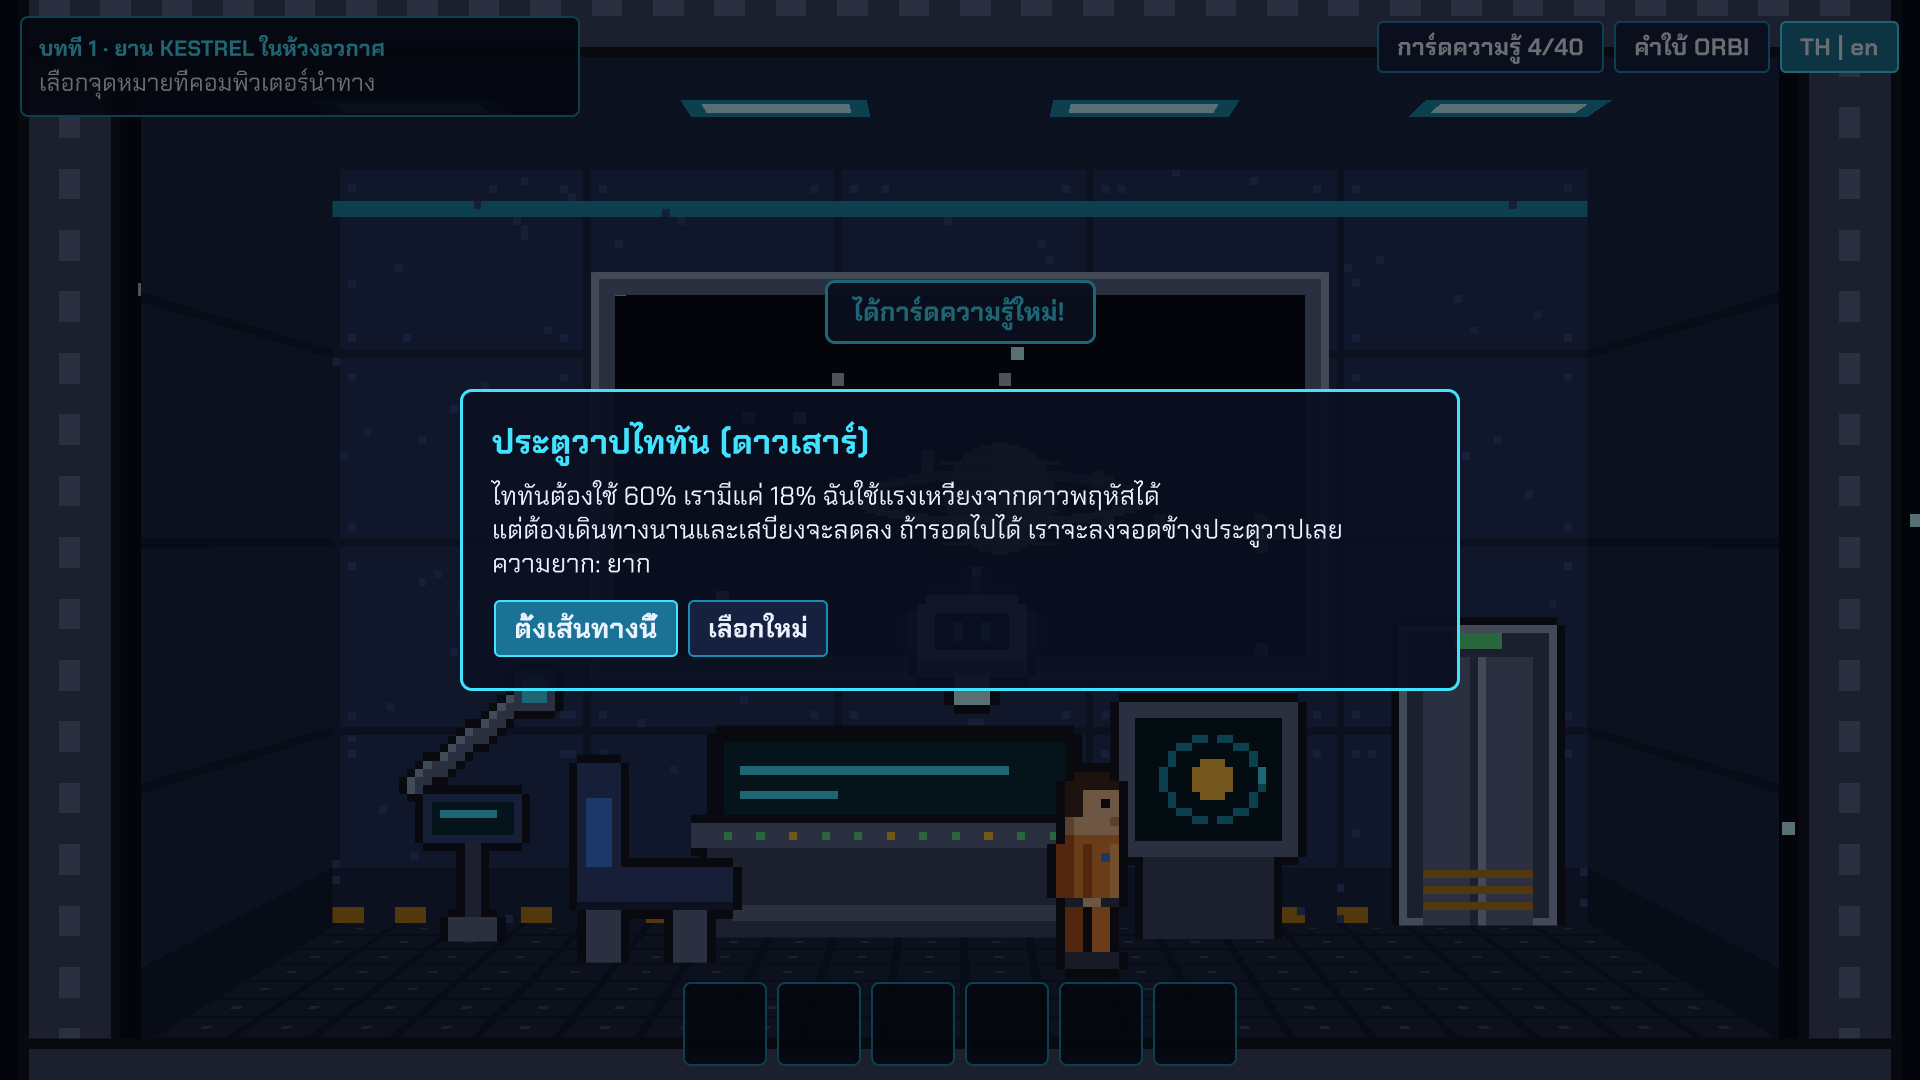 บทที่ 1 · ยาน KESTREL ในห้วงอวกาศ
เลือกจุดหมายที่คอมพิวเตอร์นำทาง
การ์ดความรู้ 4/40
คำใบ้ ORBI
TH | en
ได้การ์ดความรู้ใหม่!
ประตูวาปไททัน (ดาวเสาร์)
ไททันต้องใช้ 60% เรามีแค่ 18% ฉันใช้แรงเหวี่ยงจากดาวพฤหัสได้
แต่ต้องเดินทางนานและเสบียงจะลดลง ถ้ารอดไปได้ เราจะลงจอดข้างประตูวาปเลย
ความยาก: ยาก
ตั้งเส้นทางนี้
เลือกใหม่